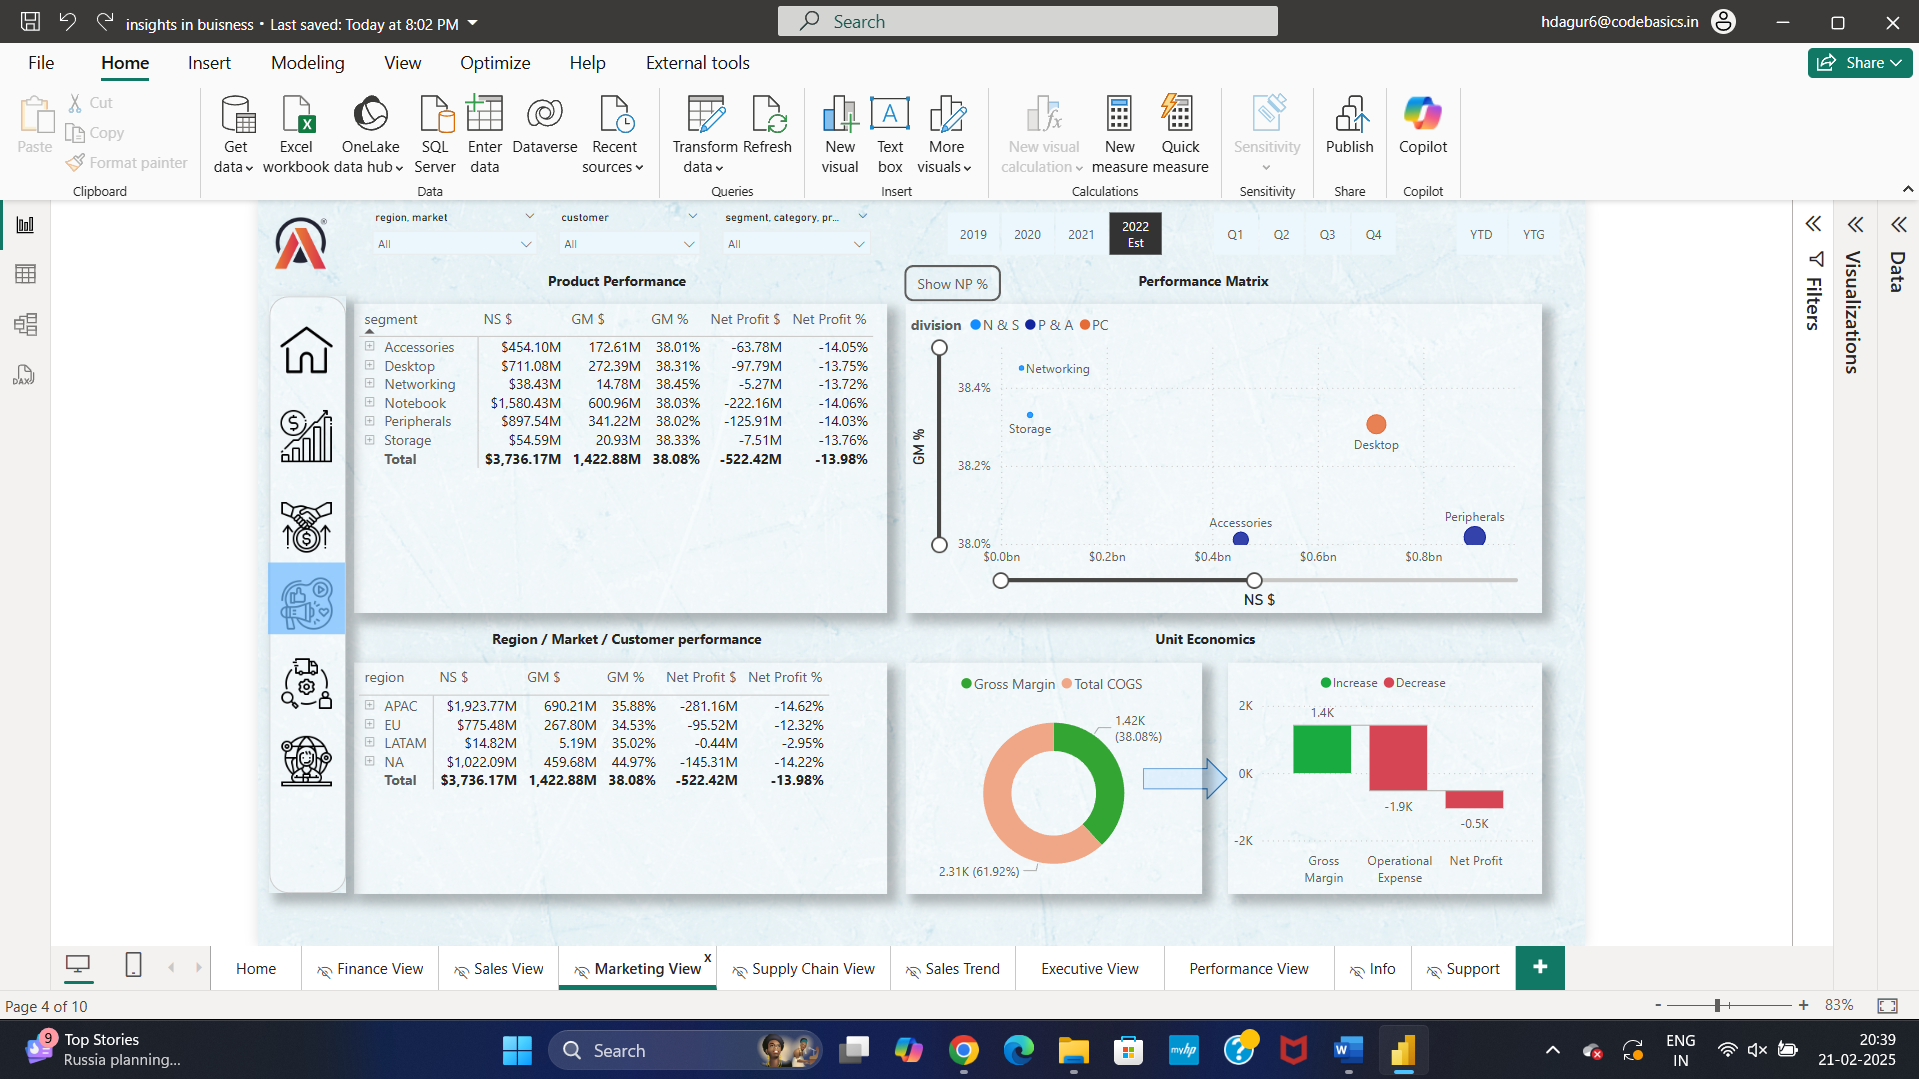 insights in buisness • Last saved: Today at 8:02 PM
Search
hdagur6@codebasics.in
File
Home
Insert
Modeling
View
Optimize
Help
External tools
Share
Paste
Cut
Copy
Format painter
Clipboard
Get data
Excel workbook
OneLake data hub
SQL Server
Enter data
Dataverse
Recent sources
Data
Transform data
Refresh
Queries
New visual
Text box
More visuals
Insert
New visual calculation
New measure
Quick measure
Calculations
Sensitivity
Sensitivity
Publish
Share
Copilot
Copilot
DAX
region, market
All
customer
All
segment, category, pr...
All
2019
2020
2021
2022 Est
Q1
Q2
Q3
Q4
YTD
YTG
Filters
Visualizations
Data
Product Performance
segment NS $ GM $ GM % Net Profit $ Net Profit %
Accessories $454.10M 172.61M 38.01% -63.78M -14.05%
Desktop $711.08M 272.39M 38.31% -97.79M -13.75%
Networking $38.43M 14.78M 38.45% -5.27M -13.72%
Notebook $1,580.43M 600.96M 38.03% -222.16M -14.06%
Peripherals $897.54M 341.22M 38.02% -125.91M -14.03%
Storage $54.59M 20.93M 38.33% -7.51M -13.76%
Total $3,736.17M 1,422.88M 38.08% -522.42M -13.98%
Show NP %
Performance Matrix
division N & S P & A PC
GM %
38.4%
38.2%
38.0%
Networking
Storage
Desktop
Accessories
Peripherals
$0.0bn $0.2bn $0.4bn $0.6bn $0.8bn
NS $
Region / Market / Customer performance
region NS $ GM $ GM % Net Profit $ Net Profit %
APAC $1,923.77M 690.21M 35.88% -281.16M -14.62%
EU $775.48M 267.80M 34.53% -95.52M -12.32%
LATAM $14.82M 5.19M 35.02% -0.44M -2.95%
NA $1,022.09M 459.68M 44.97% -145.31M -14.22%
Total $3,736.17M 1,422.88M 38.08% -522.42M -13.98%
Unit Economics
Gross Margin Total COGS
1.42K
(38.08%)
2.31K (61.92%)
Increase Decrease
2K
0K
-2K
1.4K
-1.9K
-0.5K
Gross Margin
Operational Expense
Net Profit
Home
Finance View
Sales View
Marketing View
x
Supply Chain View
Sales Trend
Executive View
Performance View
Info
Support
+
Page 4 of 10
- + 83%
9
Top Stories
Russia planning...
Search
myhp
W
ENG
IN
20:39
21-02-2025